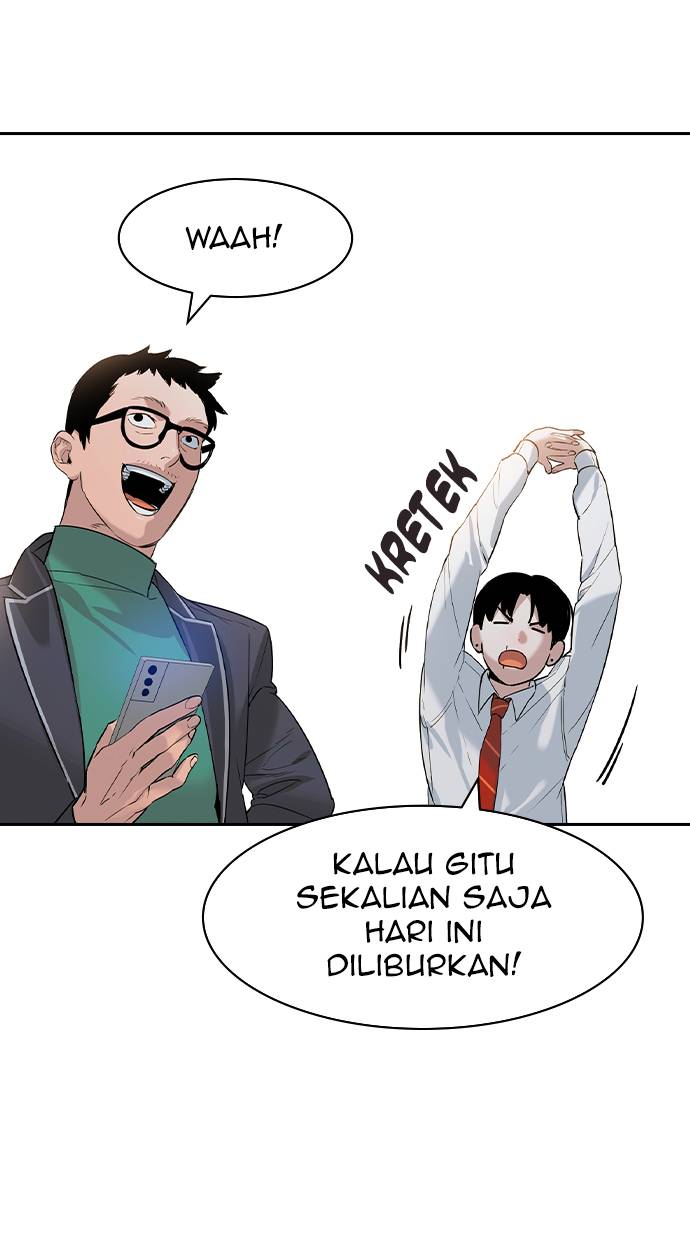 WAAH!
KRETEK
KALAU GITU
SEKALIAN SAJA
HARI INI
DILIBURKAN!